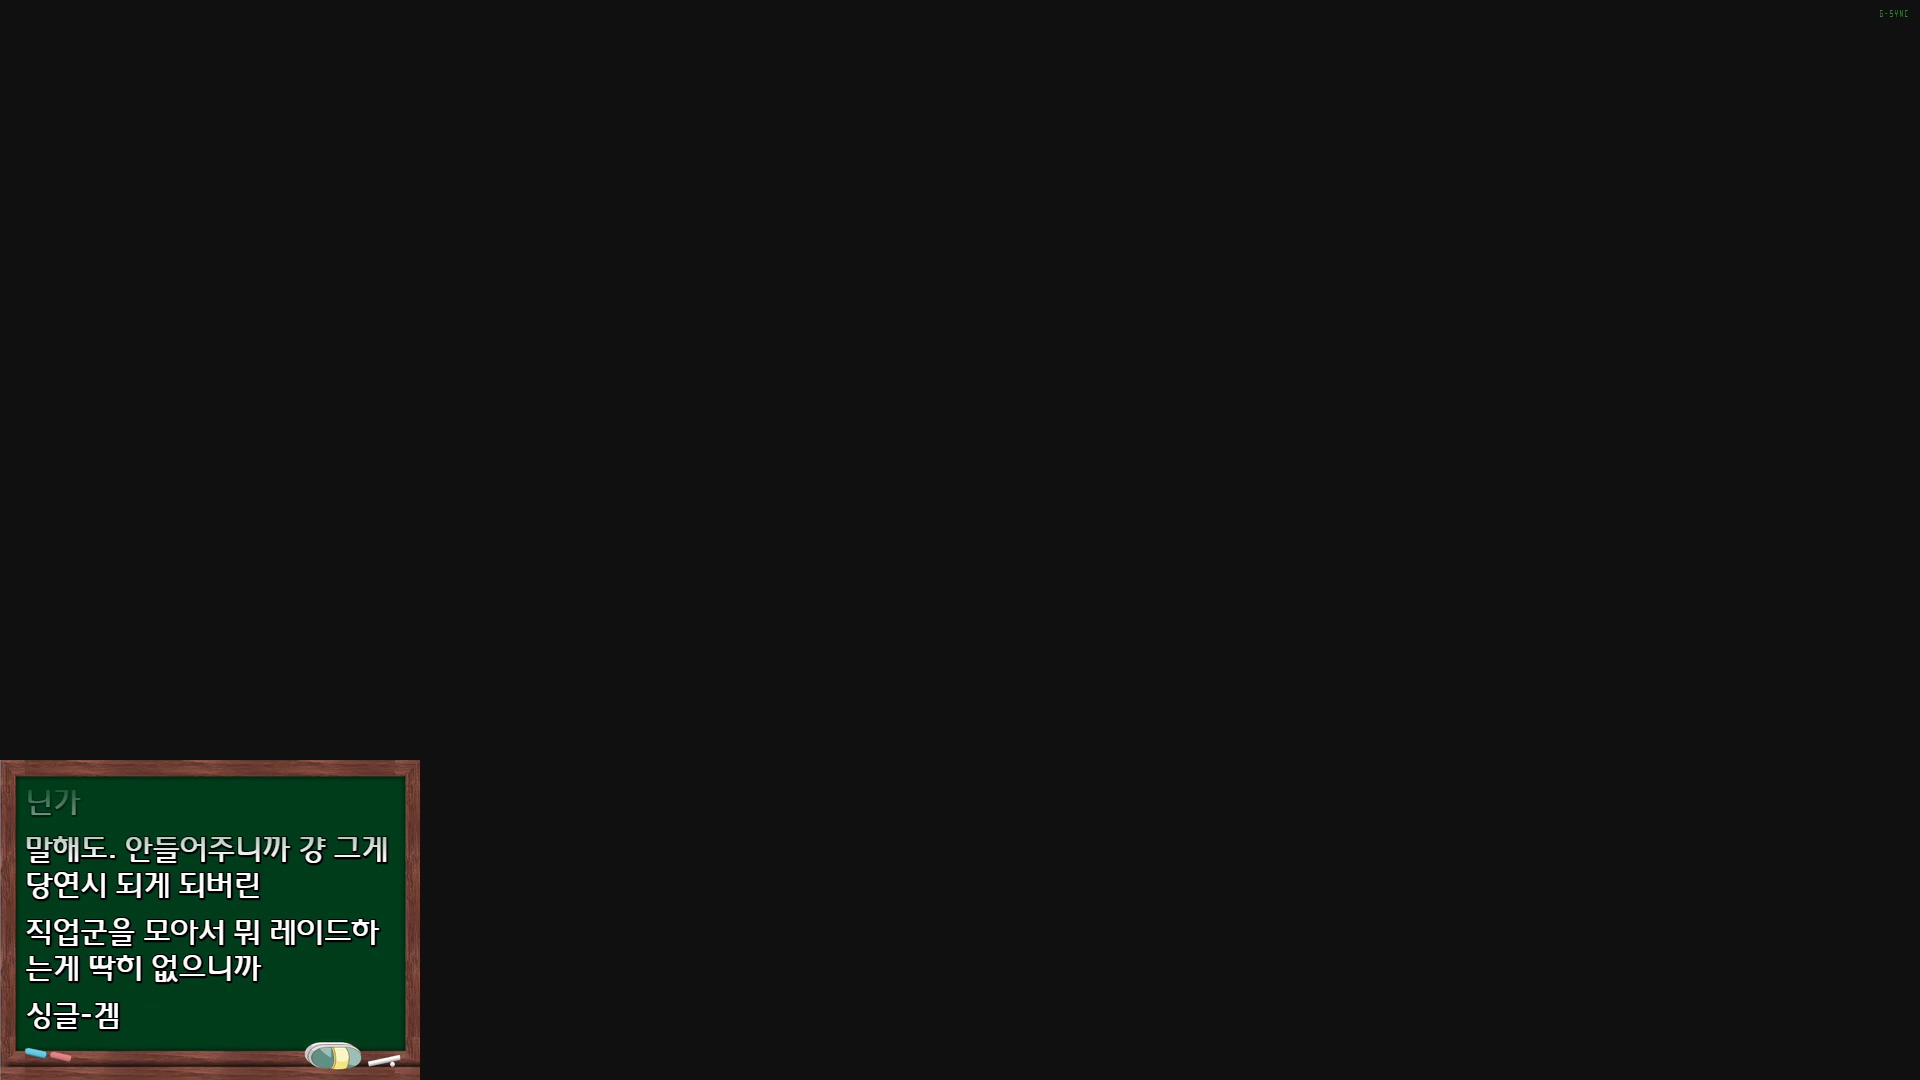 G-SYNC
닌가
말해도. 안들어주니까 걍 그게
당연시 되게 되버린
직업군을 모아서 뭐 레이드하
는게 딱히 없으니까
싱글-겜